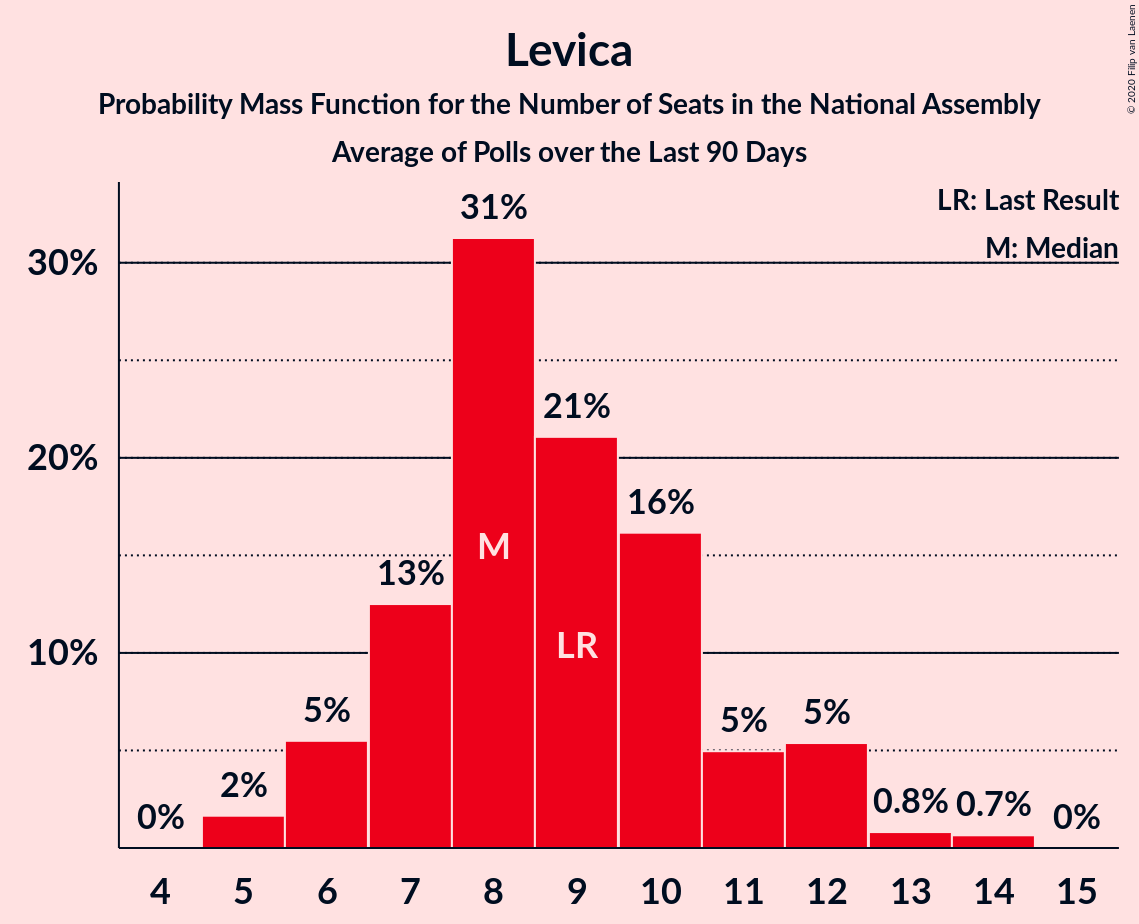 Levica
Probability Mass Function for the Number of Seats in the National Assembly
Average of Polls over the Last 90 Days
© 2020 Filip van Laenen
LR: Last Result
M: Median
30%
20%
10%
0%
2%
5%
13%
31%
21%
16%
5%
5%
0.8%
0.7%
0%
M
LR
4 5 6 7 8 9 10 11 12 13 14 15